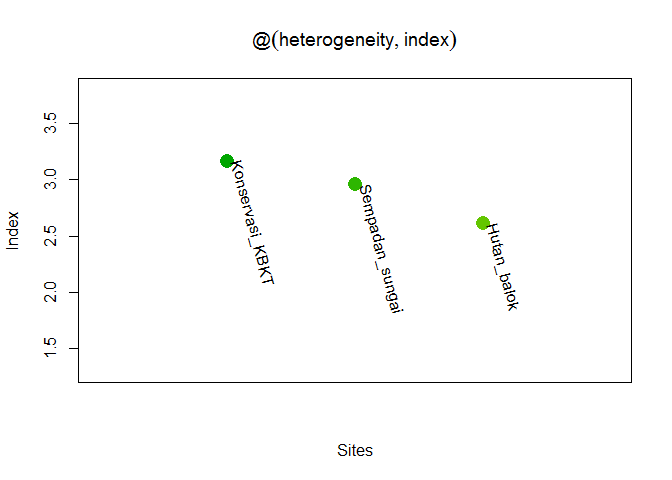 @(heterogeneity, index)
3.5
3.0
2.5
2.0
1.5
Index
Konservasi_KBKT
Sempadan_sungai
Hutan_balok
Sites